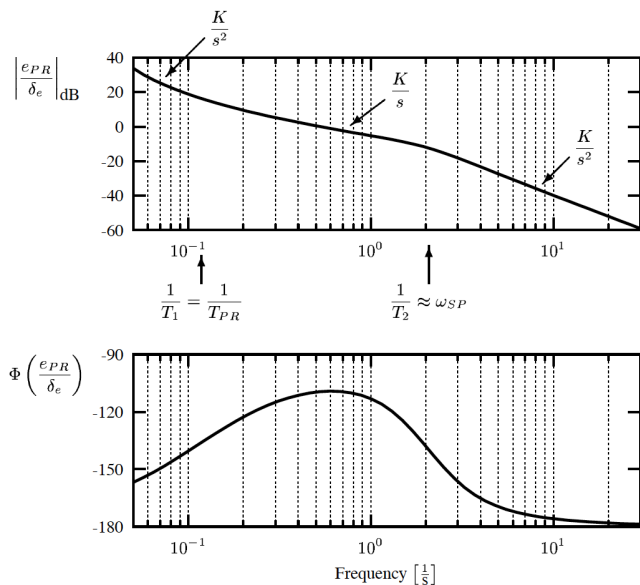 K/s²
|e_PR/δ_e|_dB
40
20
0
-20
-40
-60
K/s
K/s²
10⁻¹ 10⁰ 10¹
1/T₁ = 1/T_PR
1/T₂ ≈ ω_SP
Φ(e_PR/δ_e)
-90
-120
-150
-180
10⁻¹ 10⁰ 10¹
Frequency [1/s]